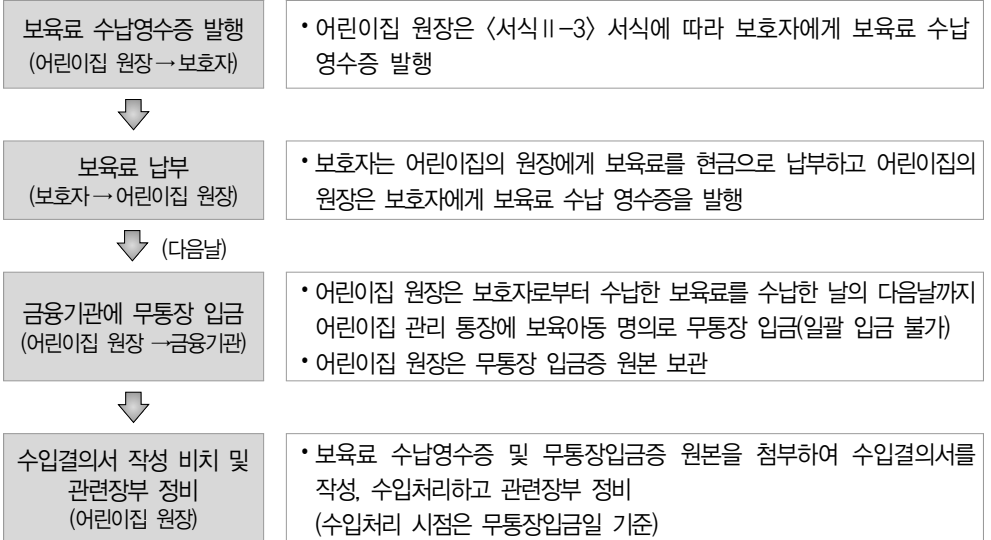 보육료 수납영수증 발행
(어린이집 원장→보호자)
• 어린이집 원장은 〈서식Ⅱ-3〉 서식에 따라 보호자에게 보육료 수납
영수증 발행
보육료 납부
(보호자→어린이집 원장)
• 보호자는 어린이집의 원장에게 보육료를 현금으로 납부하고 어린이집의
원장은 보호자에게 보육료 수납 영수증을 발행
(다음날)
금융기관에 무통장 입금
(어린이집 원장 →금융기관)
• 어린이집 원장은 보호자로부터 수납한 보육료를 수납한 날의 다음날까지
어린이집 관리 통장에 보육아동 명의로 무통장 입금(일괄 입금 불가)
• 어린이집 원장은 무통장 입금증 원본 보관
수입결의서 작성 비치 및
관련장부 정비
(어린이집 원장)
• 보육료 수납영수증 및 무통장입금증 원본을 첨부하여 수입결의서를
작성, 수입처리하고 관련장부 정비
(수입처리 시점은 무통장입금일 기준)